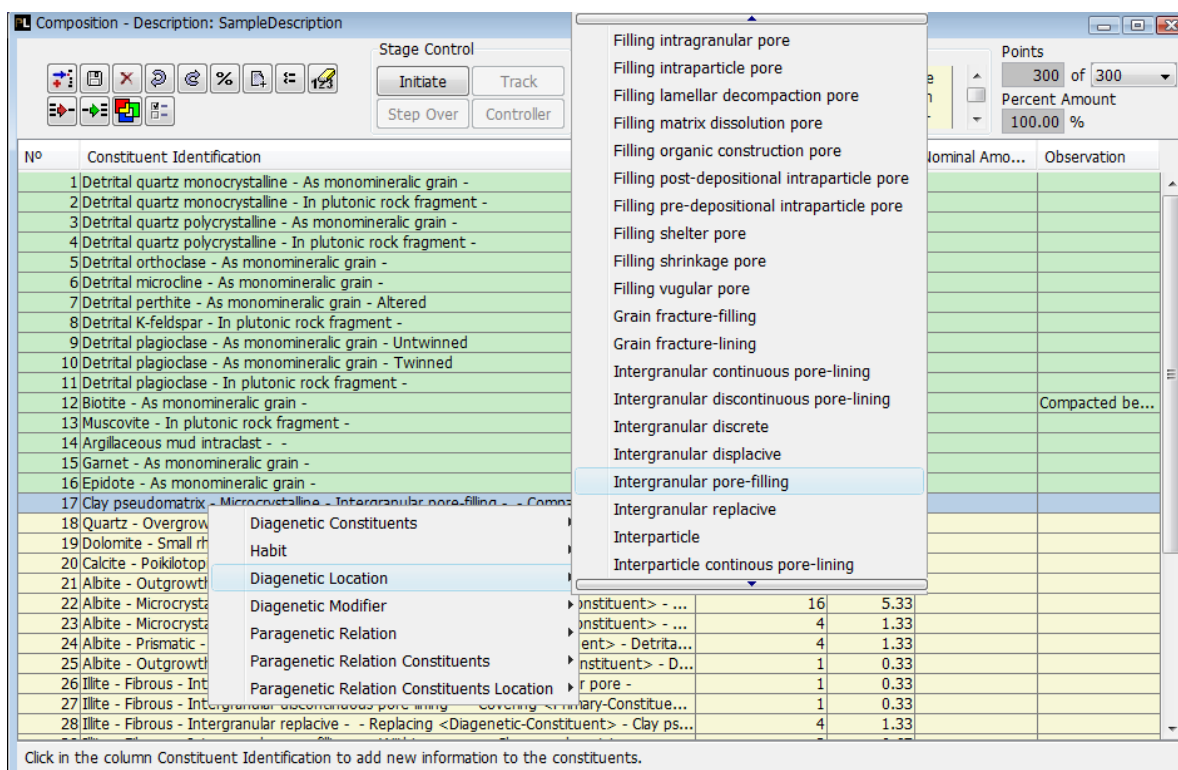 PL Composition - Description: SampleDescription
Stage Control
Initiate Track
Step Over Controller
Points
300 of 300
Percent Amount
100.00 %
Nº Constituent Identification Nominal Amo... Observation
1 Detrital quartz monocrystalline - As monomineralic grain -
2 Detrital quartz monocrystalline - In plutonic rock fragment -
3 Detrital quartz polycrystalline - As monomineralic grain -
4 Detrital quartz polycrystalline - In plutonic rock fragment -
5 Detrital orthoclase - As monomineralic grain -
6 Detrital microcline - As monomineralic grain -
7 Detrital perthite - As monomineralic grain - Altered
8 Detrital K-feldspar - In plutonic rock fragment -
9 Detrital plagioclase - As monomineralic grain - Untwinned
10 Detrital plagioclase - As monomineralic grain - Twinned
11 Detrital plagioclase - In plutonic rock fragment -
12 Biotite - As monomineralic grain - Compacted be...
13 Muscovite - In plutonic rock fragment -
14 Argillaceous mud intraclast - -
15 Garnet - As monomineralic grain -
16 Epidote - As monomineralic grain -
17 Clay pseudomatrix - Microcrystalline - Intergranular pore-filling - - Compa
18 Quartz - Overgrow
19 Dolomite - Small rh
20 Calcite - Poikilotop
21 Albite - Outgrowt
22 Albite - Microcrysta onstituent> - ... 16 5.33
23 Albite - Microcrysta onstituent> - ... 4 1.33
24 Albite - Prismatic - ent> - Detrita... 4 1.33
25 Albite - Outgrowt nstituent> - D... 1 0.33
26 Illite - Fibrous - Int r pore - 1 0.33
27 Illite - Fibrous - Intergranular discontinuous pore-lining - - Covering <Primary-Constitue... 1 0.33
28 Illite - Fibrous - Intergranular replacive - - Replacing <Diagenetic-Constituent> - Clay ps... 4 1.33
Diagenetic Constituents
Habit
Diagenetic Location
Diagenetic Modifier
Paragenetic Relation
Paragenetic Relation Constituents
Paragenetic Relation Constituents Location
Filling intragranular pore
Filling intraparticle pore
Filling lamellar decompaction pore
Filling matrix dissolution pore
Filling organic construction pore
Filling post-depositional intraparticle pore
Filling pre-depositional intraparticle pore
Filling shelter pore
Filling shrinkage pore
Filling vugular pore
Grain fracture-filling
Grain fracture-lining
Intergranular continuous pore-lining
Intergranular discontinuous pore-lining
Intergranular discrete
Intergranular displacive
Intergranular pore-filling
Intergranular replacive
Interparticle
Interparticle continous pore-lining
Click in the column Constituent Identification to add new information to the constituents.